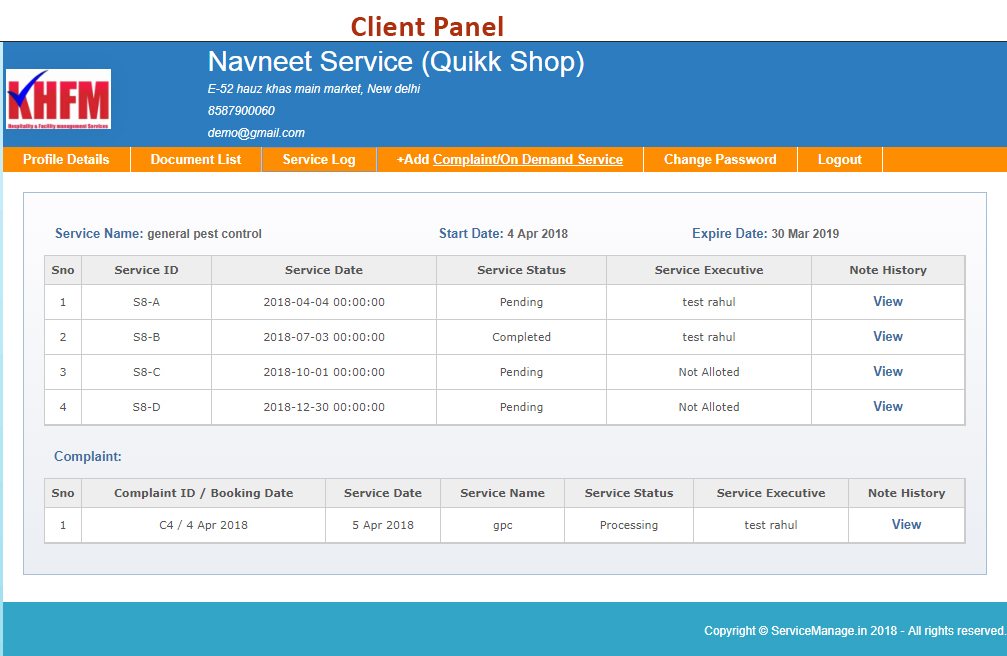 Client Panel
Navneet Service (Quikk Shop)
E-52 hauz khas main market, New delhi
KHFM
Hospitality & Facility management Services
8587900060
demo@gmail.com
Profile Details Document List Service Log +Add Complaint/On Demand Service Change Password Logout
Service Name: general pest control Start Date: 4 Apr 2018 Expire Date: 30 Mar 2019
Sno Service ID Service Date Service Status Service Executive Note History
1 S8-A 2018-04-04 00:00:00 Pending test rahul View
2 S8-B 2018-07-03 00:00:00 Completed test rahul View
3 S8-C 2018-10-01 00:00:00 Pending Not Alloted View
4 S8-D 2018-12-30 00:00:00 Pending Not Alloted View
Complaint:
Sno Complaint ID / Booking Date Service Date Service Name Service Status Service Executive Note History
1 C4 / 4 Apr 2018 5 Apr 2018 gpc Processing test rahul View
Copyright © ServiceManage.in 2018 - All rights reserved.